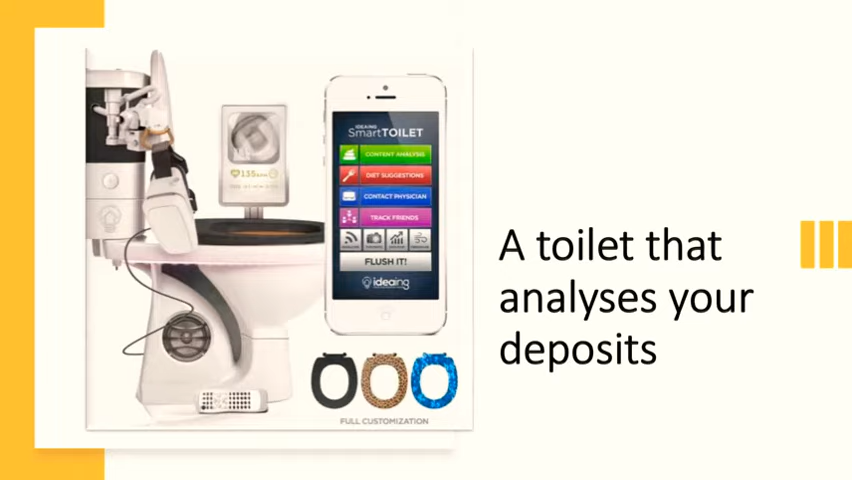 IDEAING
SmartTOILET
CONTENT ANALYSIS
DIET SUGGESTIONS
CONTACT PHYSICIAN
TRACK FRIENDS
FLUSH IT!
ideaing
FULL CUSTOMIZATION
A toilet that
analyses your
deposits